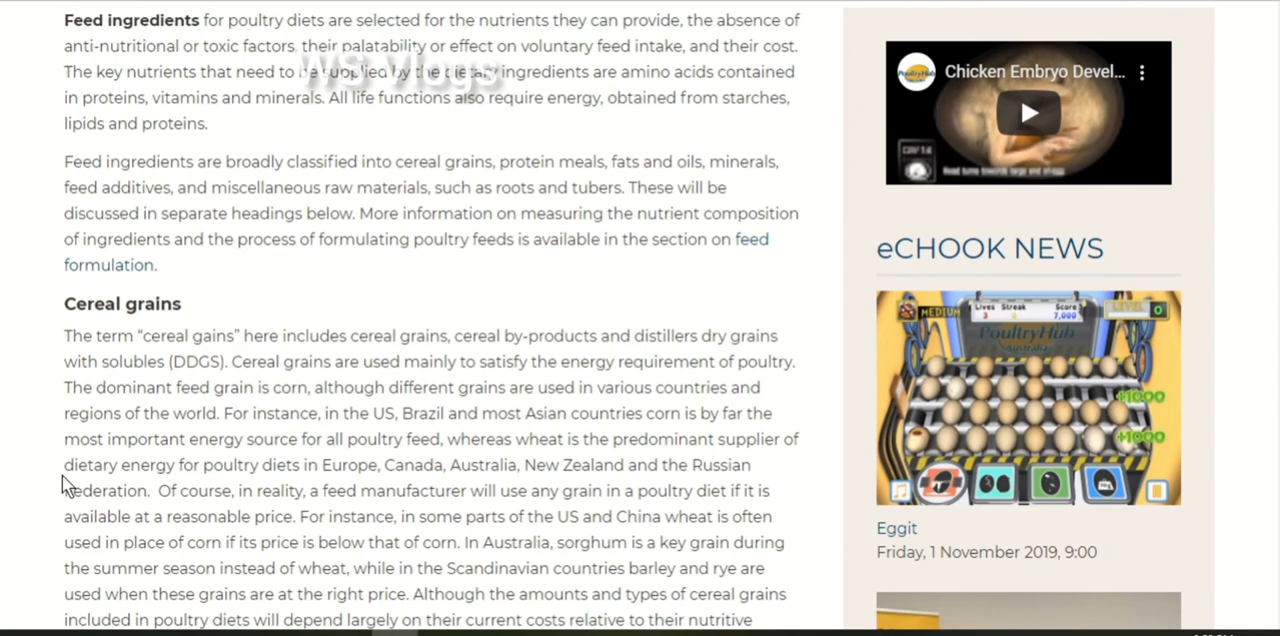 Feed ingredients for poultry diets are selected for the nutrients they can provide, the absence of
anti-nutritional or toxic factors, their palatability or effect on voluntary feed intake, and their cost.
The key nutrients that need to be supplied by the dietary ingredients are amino acids contained
in proteins, vitamins and minerals. All life functions also require energy, obtained from starches,
lipids and proteins.
WSI Vlogs
Feed ingredients are broadly classified into cereal grains, protein meals, fats and oils, minerals,
feed additives, and miscellaneous raw materials, such as roots and tubers. These will be
discussed in separate headings below. More information on measuring the nutrient composition
of ingredients and the process of formulating poultry feeds is available in the section on feed
formulation.
Cereal grains
The term “cereal gains” here includes cereal grains, cereal by-products and distillers dry grains
with solubles (DDGS). Cereal grains are used mainly to satisfy the energy requirement of poultry.
The dominant feed grain is corn, although different grains are used in various countries and
regions of the world. For instance, in the US, Brazil and most Asian countries corn is by far the
most important energy source for all poultry feed, whereas wheat is the predominant supplier of
dietary energy for poultry diets in Europe, Canada, Australia, New Zealand and the Russian
Federation. Of course, in reality, a feed manufacturer will use any grain in a poultry diet if it is
available at a reasonable price. For instance, in some parts of the US and China wheat is often
used in place of corn if its price is below that of corn. In Australia, sorghum is a key grain during
the summer season instead of wheat, while in the Scandinavian countries barley and rye are
used when these grains are at the right price. Although the amounts and types of cereal grains
included in poultry diets will depend largely on their current costs relative to their nutritive
PoultryHub
Chicken Embryo Devel...
eCHOOK NEWS
MEDIUM
Lives Streak Score
3 6 7,000
LEVEL 0
PoultryHub
Australia
+1000
+1000
Eggit
Friday, 1 November 2019, 9:00